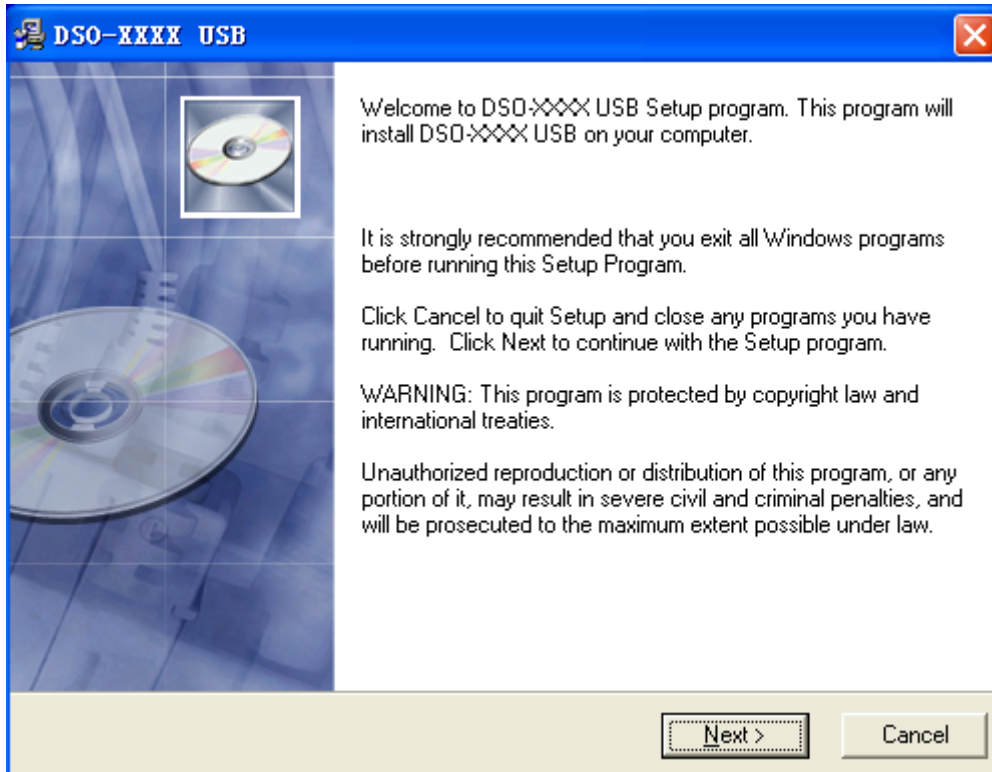 DSO-XXXX USB
Welcome to DSO-XXXX USB Setup program. This program will
install DSO-XXXX USB on your computer.
It is strongly recommended that you exit all Windows programs
before running this Setup Program.
Click Cancel to quit Setup and close any programs you have
running.  Click Next to continue with the Setup program.
WARNING: This program is protected by copyright law and
international treaties.
Unauthorized reproduction or distribution of this program, or any
portion of it, may result in severe civil and criminal penalties, and
will be prosecuted to the maximum extent possible under law.
Next >
Cancel